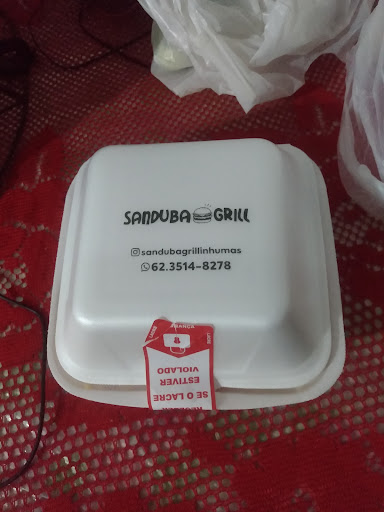 SANDUBA GRILL
sandubagrillinhumas
62.3514-8278
SE O LACRE
ESTIVER
VIOLADO